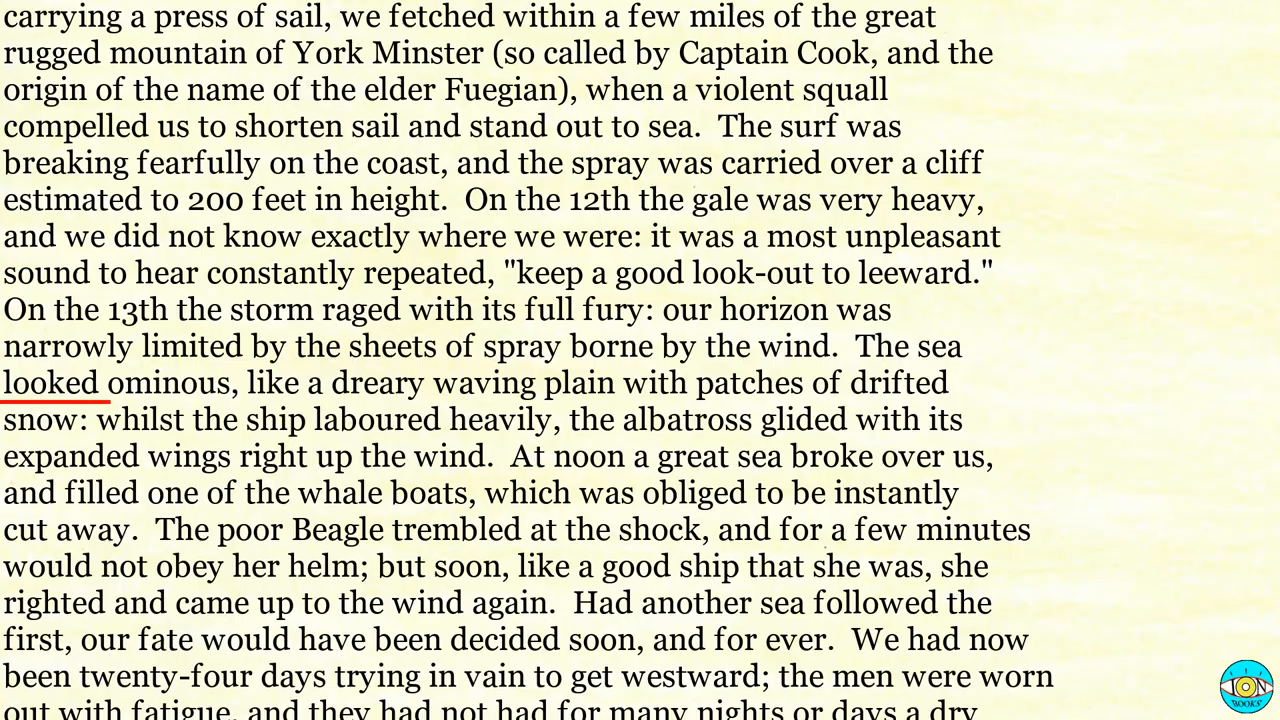 carrying a press of sail, we fetched within a few miles of the great
rugged mountain of York Minster (so called by Captain Cook, and the
origin of the name of the elder Fuegian), when a violent squall
compelled us to shorten sail and stand out to sea.  The surf was
breaking fearfully on the coast, and the spray was carried over a cliff
estimated to 200 feet in height.  On the 12th the gale was very heavy,
and we did not know exactly where we were: it was a most unpleasant
sound to hear constantly repeated, "keep a good look-out to leeward."
On the 13th the storm raged with its full fury: our horizon was
narrowly limited by the sheets of spray borne by the wind.  The sea
looked ominous, like a dreary waving plain with patches of drifted
snow: whilst the ship laboured heavily, the albatross glided with its
expanded wings right up the wind.  At noon a great sea broke over us,
and filled one of the whale boats, which was obliged to be instantly
cut away.  The poor Beagle trembled at the shock, and for a few minutes
would not obey her helm; but soon, like a good ship that she was, she
righted and came up to the wind again.  Had another sea followed the
first, our fate would have been decided soon, and for ever.  We had now
been twenty-four days trying in vain to get westward; the men were worn
out with fatigue, and they had not had for many nights or days a dry
ION
BOOKS